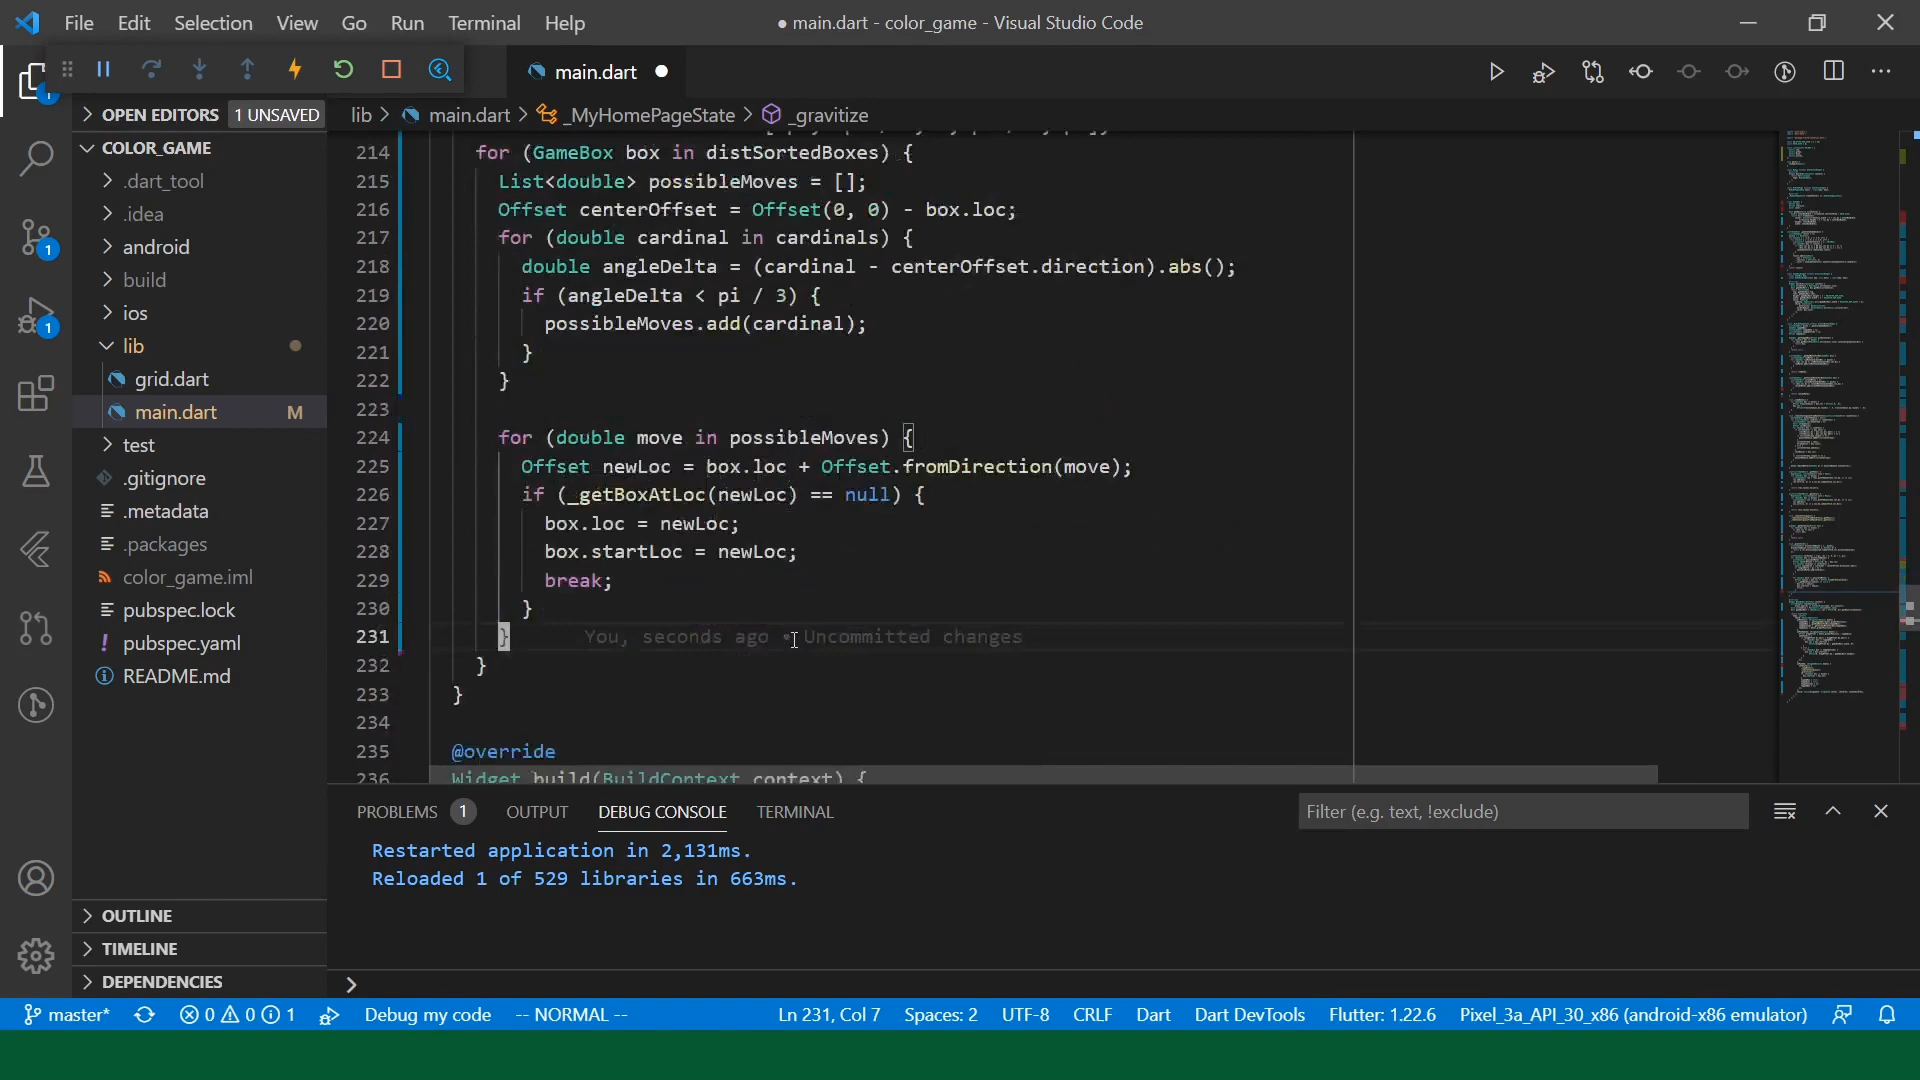 File Edit Selection View Go Run Terminal Help
● main.dart - color_game - Visual Studio Code
main.dart ●
OPEN EDITORS 1 UNSAVED
lib > main.dart > _MyHomePageState > _gravitize
COLOR_GAME
.dart_tool
.idea
android
build
ios
lib
grid.dart
main.dart M
test
.gitignore
.metadata
.packages
color_game.iml
pubspec.lock
pubspec.yaml
README.md
OUTLINE
TIMELINE
DEPENDENCIES
1
1
1
214 for (GameBox box in distSortedBoxes) {
215 List<double> possibleMoves = [];
216 Offset centerOffset = Offset(0, 0) - box.loc;
217 for (double cardinal in cardinals) {
218 double angleDelta = (cardinal - centerOffset.direction).abs();
219 if (angleDelta < pi / 3) {
220 possibleMoves.add(cardinal);
221 }
222 }
223
224 for (double move in possibleMoves) {
225 Offset newLoc = box.loc + Offset.fromDirection(move);
226 if (_getBoxAtLoc(newLoc) == null) {
227 box.loc = newLoc;
228 box.startLoc = newLoc;
229 break;
230 }
231 } You, seconds ago • Uncommitted changes
232 }
233 }
234
235 @override
236 Widget build(BuildContext context) {
PROBLEMS 1 OUTPUT DEBUG CONSOLE TERMINAL
Filter (e.g. text, !exclude)
Restarted application in 2,131ms.
Reloaded 1 of 529 libraries in 663ms.
master* 0 0 1 Debug my code -- NORMAL -- Ln 231, Col 7 Spaces: 2 UTF-8 CRLF Dart Dart DevTools Flutter: 1.22.6 Pixel_3a_API_30_x86 (android-x86 emulator)